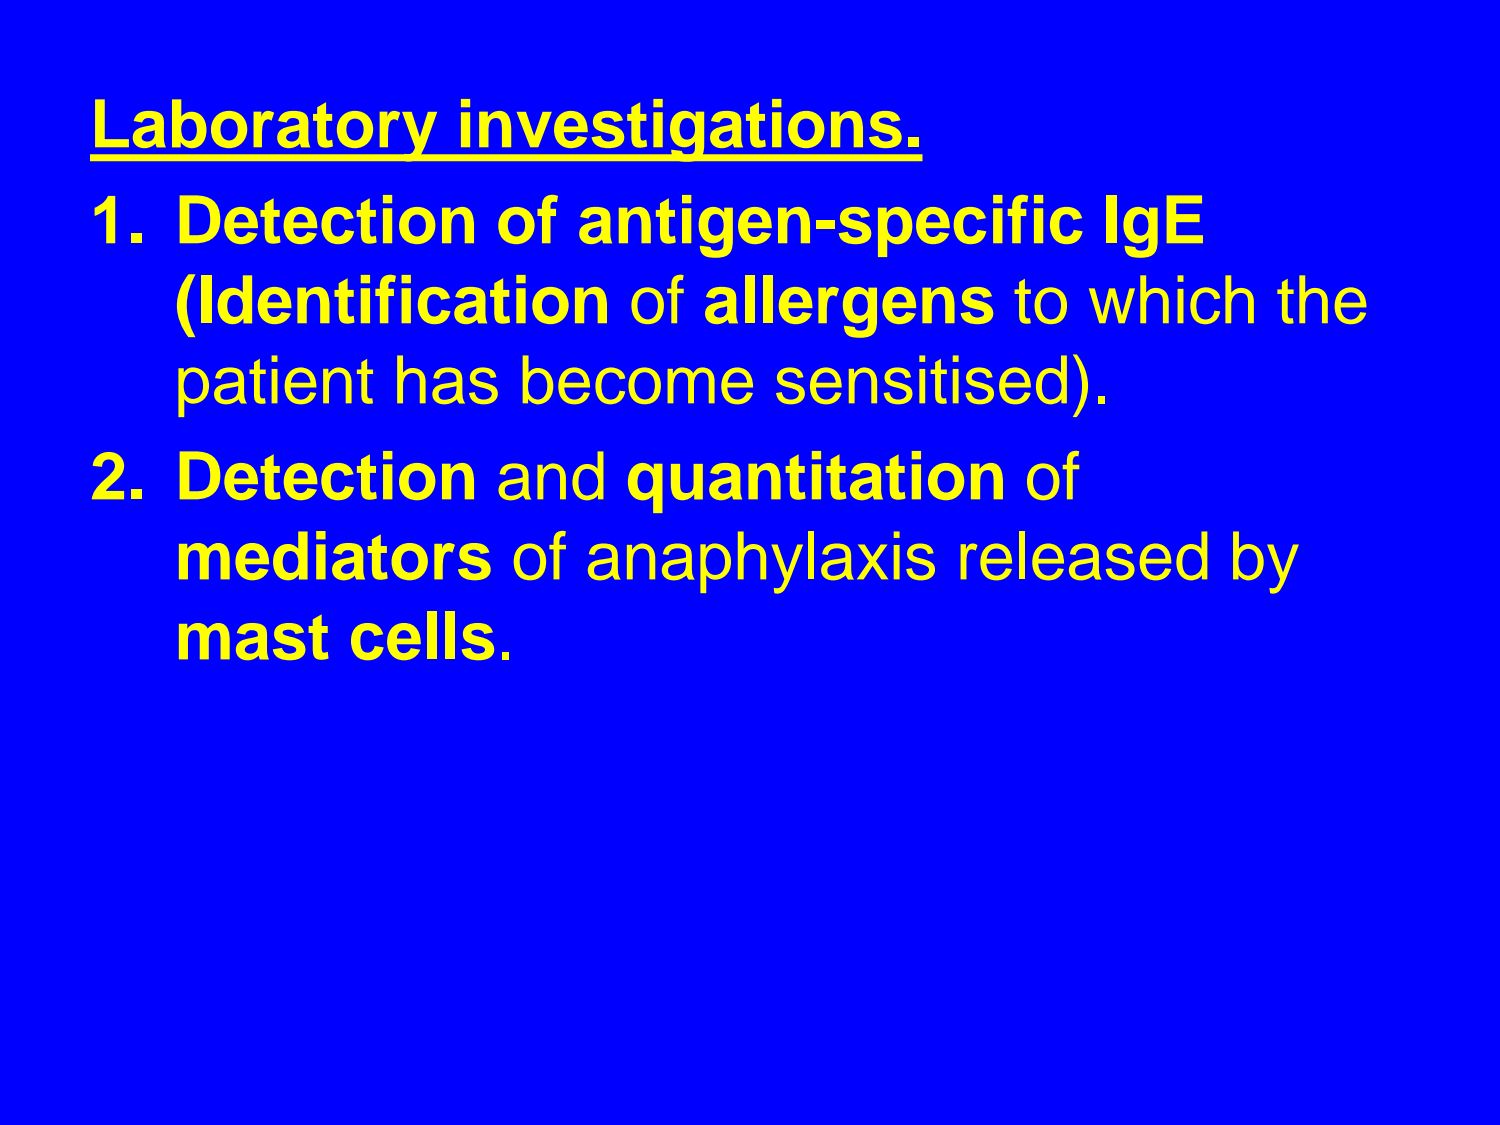 Laboratory investigations.
1. Detection of antigen-specific IgE
(Identification of allergens to which the
patient has become sensitised).
2. Detection and quantitation of
mediators of anaphylaxis released by
mast cells.